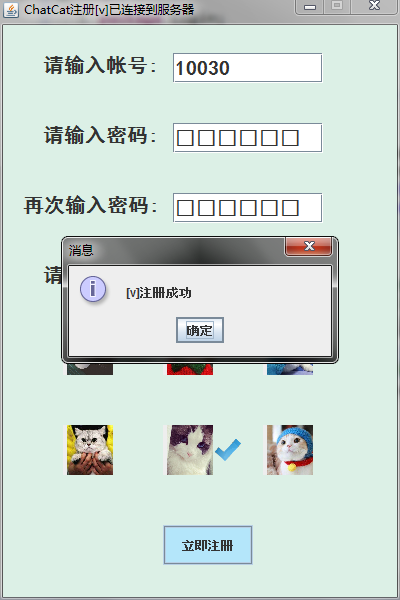 ChatCat注册[v]已连接到服务器
请输入帐号:
10030
请输入密码:
再次输入密码:
请
消息
[v]注册成功
确定
立即注册